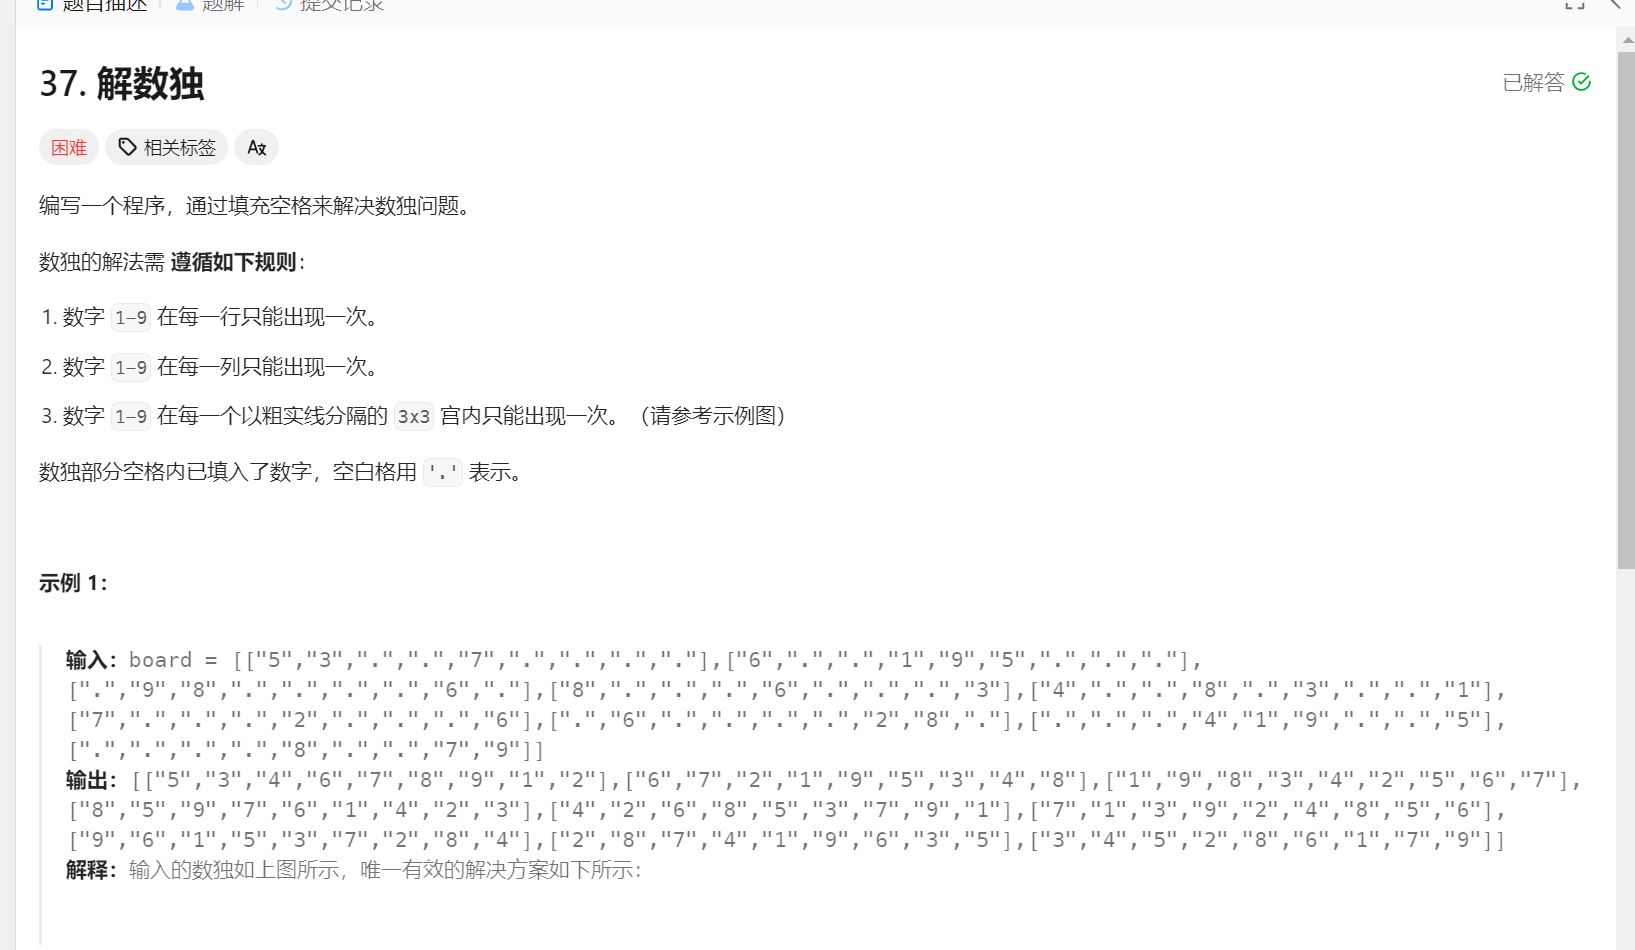 题目描述 题解 提交记录
37. 解数独
已解答
困难 相关标签
编写一个程序，通过填充空格来解决数独问题。
数独的解法需 遵循如下规则：
1. 数字 1-9 在每一行只能出现一次。
2. 数字 1-9 在每一列只能出现一次。
3. 数字 1-9 在每一个以粗实线分隔的 3x3 宫内只能出现一次。（请参考示例图）
数独部分空格内已填入了数字，空白格用 '.' 表示。
示例 1：
输入：board = [["5","3",".",".","7",".",".",".","."],["6",".",".","1","9","5",".",".","."],
[".","9","8",".",".",".",".","6","."],["8",".",".",".","6",".",".",".","3"],["4",".",".","8",".","3",".",".","1"],
["7",".",".",".","2",".",".",".","6"],[".","6",".",".",".",".","2","8","."],[".",".",".","4","1","9",".",".","5"],
[".",".",".",".","8",".",".","7","9"]]
输出：[["5","3","4","6","7","8","9","1","2"],["6","7","2","1","9","5","3","4","8"],["1","9","8","3","4","2","5","6","7"],
["8","5","9","7","6","1","4","2","3"],["4","2","6","8","5","3","7","9","1"],["7","1","3","9","2","4","8","5","6"],
["9","6","1","5","3","7","2","8","4"],["2","8","7","4","1","9","6","3","5"],["3","4","5","2","8","6","1","7","9"]]
解释：输入的数独如上图所示，唯一有效的解决方案如下所示：